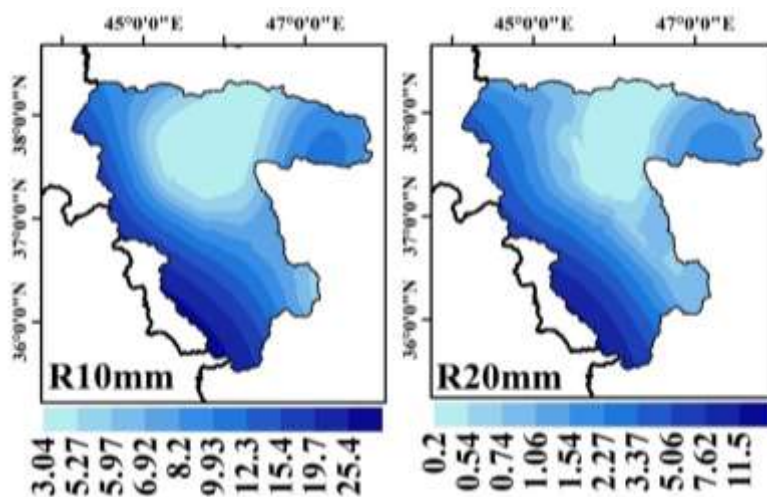 45°0'0"E 47°0'0"E
38°0'0"N
37°0'0"N
36°0'0"N
R10mm
3.04 5.27 5.97 6.92 8.2 9.93 12.3 15.4 19.7 25.4
45°0'0"E 47°0'0"E
38°0'0"N
37°0'0"N
36°0'0"N
R20mm
0.2 0.54 0.74 1.06 1.54 2.27 3.37 5.06 7.62 11.5